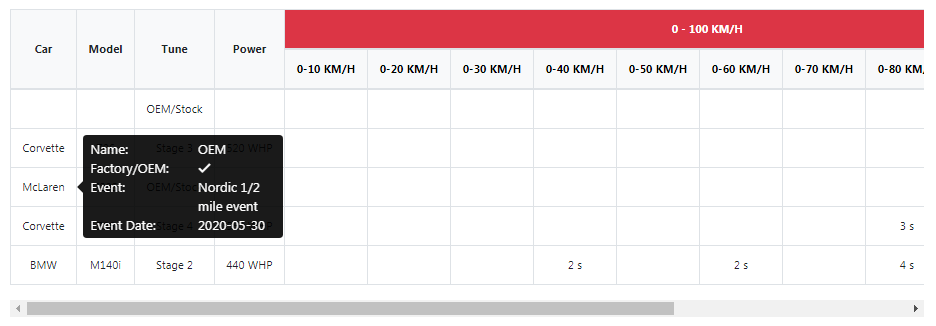 Car Model Tune Power 0 - 100 KM/H
0-10 KM/H 0-20 KM/H 0-30 KM/H 0-40 KM/H 0-50 KM/H 0-60 KM/H 0-70 KM/H 0-80 KM/
OEM/Stock
Corvette Stage 3 520 WHP
McLaren OEM/Stock
Corvette Stage 4 3 s
BMW M140i Stage 2 440 WHP 2 s 2 s 4 s
Name: OEM
Factory/OEM: ✓
Event: Nordic 1/2
mile event
Event Date: 2020-05-30